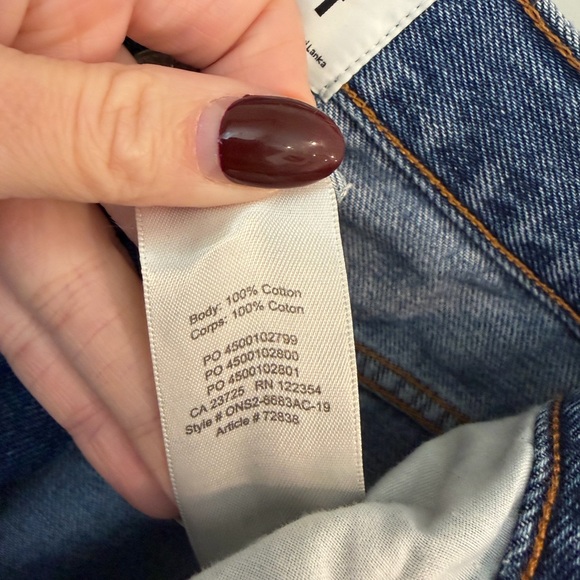 Lanka
Body: 100% Cotton
Corps: 100% Coton
PO 4500102799
PO 4500102800
PO 4500102801
CA 23725 RN 122354
Style # ONS2-6683AC-19
Article # 72838